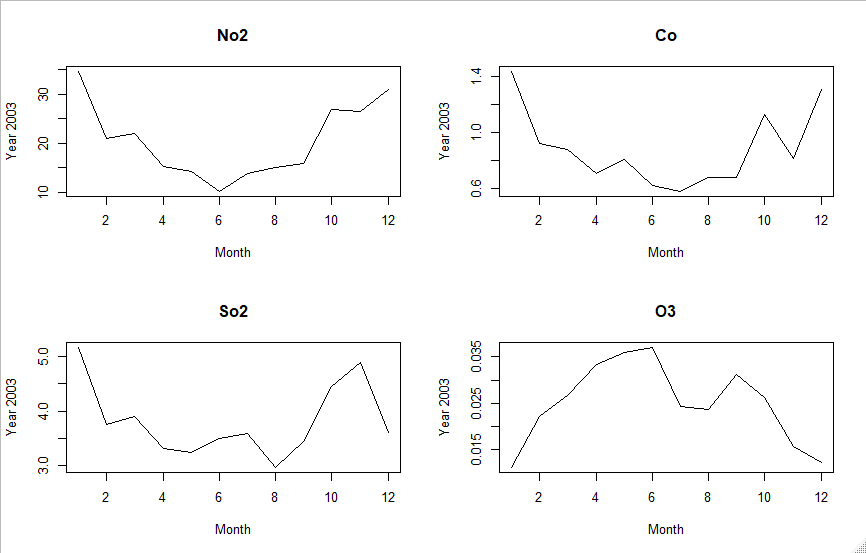 No2
Year 2003
10 20 30
2 4 6 8 10 12
Month
Co
Year 2003
0.6 1.0 1.4
2 4 6 8 10 12
Month
So2
Year 2003
3.0 4.0 5.0
2 4 6 8 10 12
Month
O3
Year 2003
0.015 0.025 0.035
2 4 6 8 10 12
Month